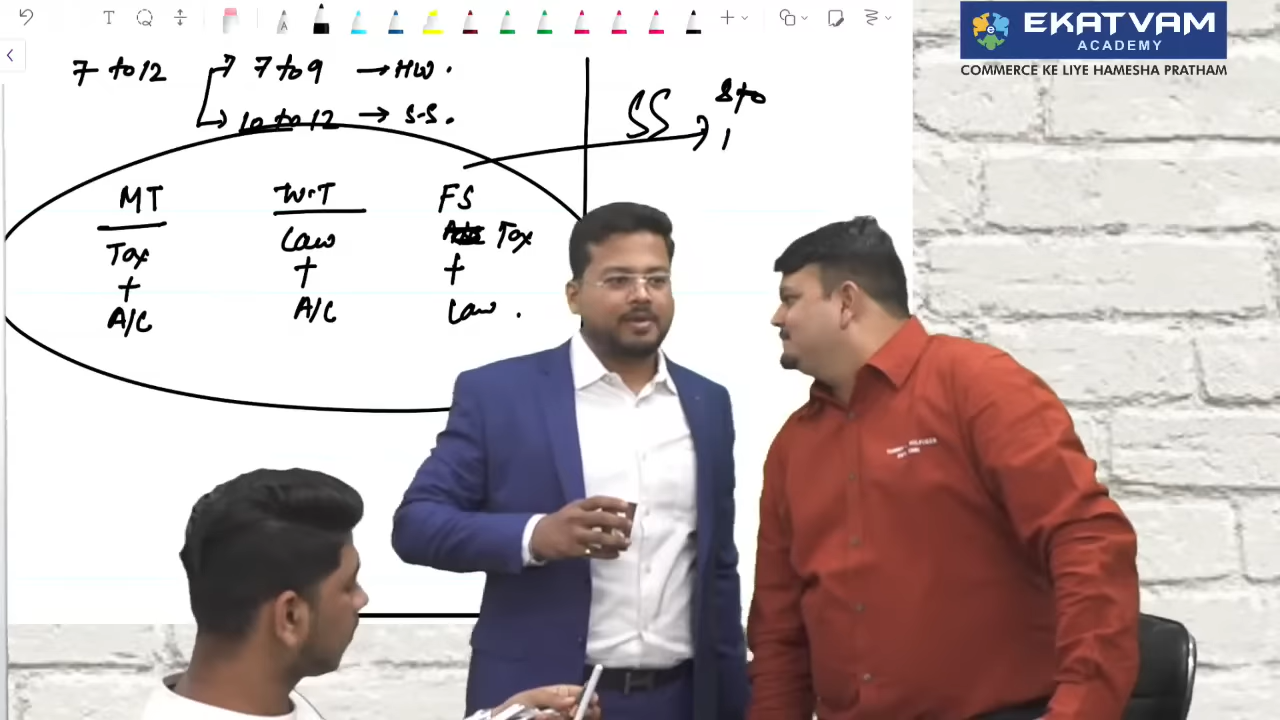 EKATVAM
ACADEMY
COMMERCE KE LIYE HAMESHA PRATHAM
7 to 12
7 to 9 → HW.
10 to 12 → S.S.
SS
8 to
1
MT
Tax
+
A/C
W.T
Law
+
A/C
FS
Tax
+
Law.